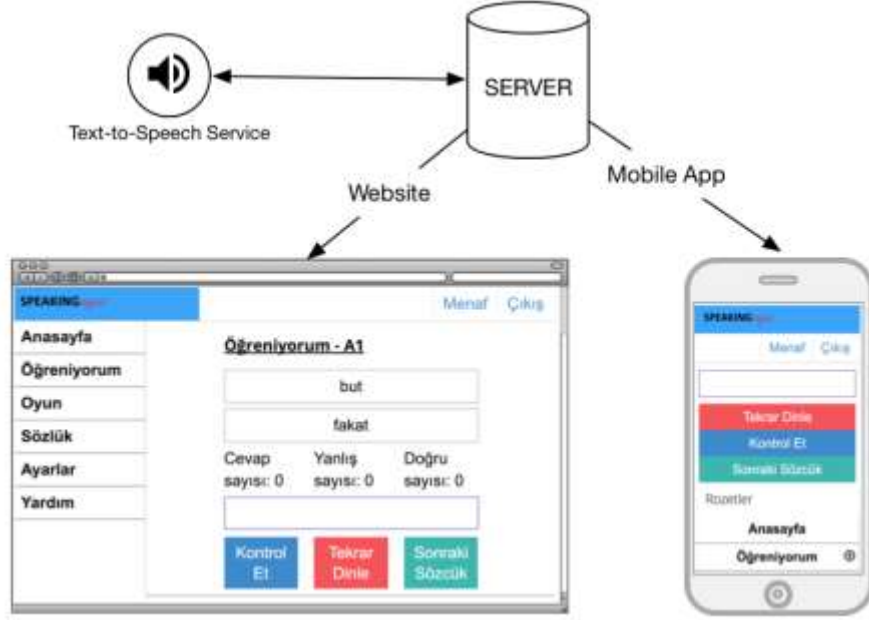 SERVER
Text-to-Speech Service
Website
Mobile App
SPEAKING
Menaf Çıkış
Anasayfa
Öğreniyorum
Oyun
Sözlük
Ayarlar
Yardım
Öğreniyorum - A1
but
fakat
Cevap sayısı: 0
Yanlış sayısı: 0
Doğru sayısı: 0
Kontrol Et
Tekrar Dinle
Sonraki Sözcük
SPEAKING
Menaf Çıkış
Tekrar Dinle
Kontrol Et
Sonraki Sözcük
Rozetler
Anasayfa
Öğreniyorum